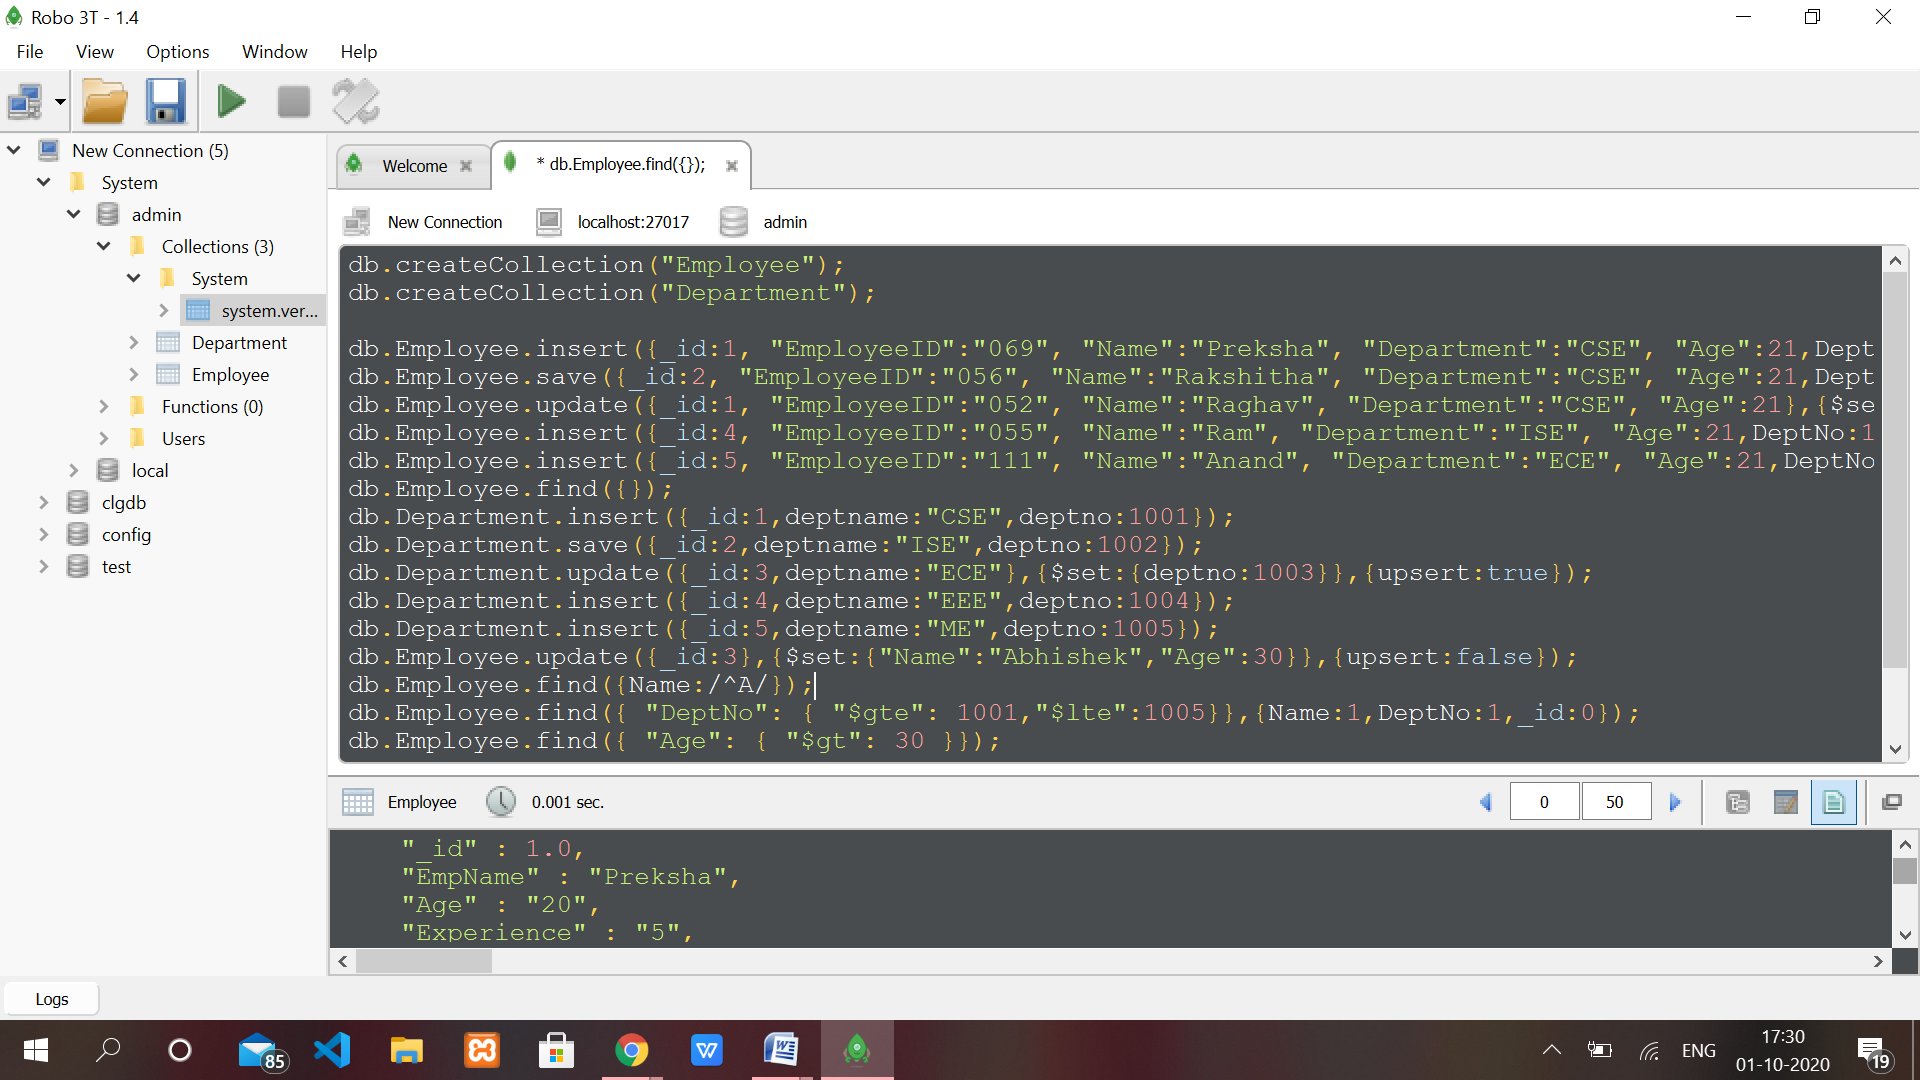 Robo 3T - 1.4
File View Options Window Help
New Connection (5)
System
admin
Collections (3)
System
system.ver...
Department
Employee
Functions (0)
Users
local
clgdb
config
test
Welcome
* db.Employee.find({});
New Connection localhost:27017 admin
db.createCollection("Employee");
db.createCollection("Department");
db.Employee.insert({_id:1, "EmployeeID":"069", "Name":"Preksha", "Department":"CSE", "Age":21,Dept
db.Employee.save({_id:2, "EmployeeID":"056", "Name":"Rakshitha", "Department":"CSE", "Age":21,Dept
db.Employee.update({_id:1, "EmployeeID":"052", "Name":"Raghav", "Department":"CSE", "Age":21},{$se
db.Employee.insert({_id:4, "EmployeeID":"055", "Name":"Ram", "Department":"ISE", "Age":21,DeptNo:1
db.Employee.insert({_id:5, "EmployeeID":"111", "Name":"Anand", "Department":"ECE", "Age":21,DeptNo
db.Employee.find({});
db.Department.insert({_id:1,deptname:"CSE",deptno:1001});
db.Department.save({_id:2,deptname:"ISE",deptno:1002});
db.Department.update({_id:3,deptname:"ECE"},{$set:{deptno:1003}},{upsert:true});
db.Department.insert({_id:4,deptname:"EEE",deptno:1004});
db.Department.insert({_id:5,deptname:"ME",deptno:1005});
db.Employee.update({_id:3},{$set:{"Name":"Abhishek","Age":30}},{upsert:false});
db.Employee.find({Name:/^A/});
db.Employee.find({ "DeptNo": { "$gte": 1001,"$lte":1005}},{Name:1,DeptNo:1,_id:0});
db.Employee.find({ "Age": { "$gt": 30 }});
Employee 0.001 sec. 0 50
"_id" : 1.0,
"EmpName" : "Preksha",
"Age" : "20",
"Experience" : "5",
Logs
85
W
W
ENG
17:30
01-10-2020
19